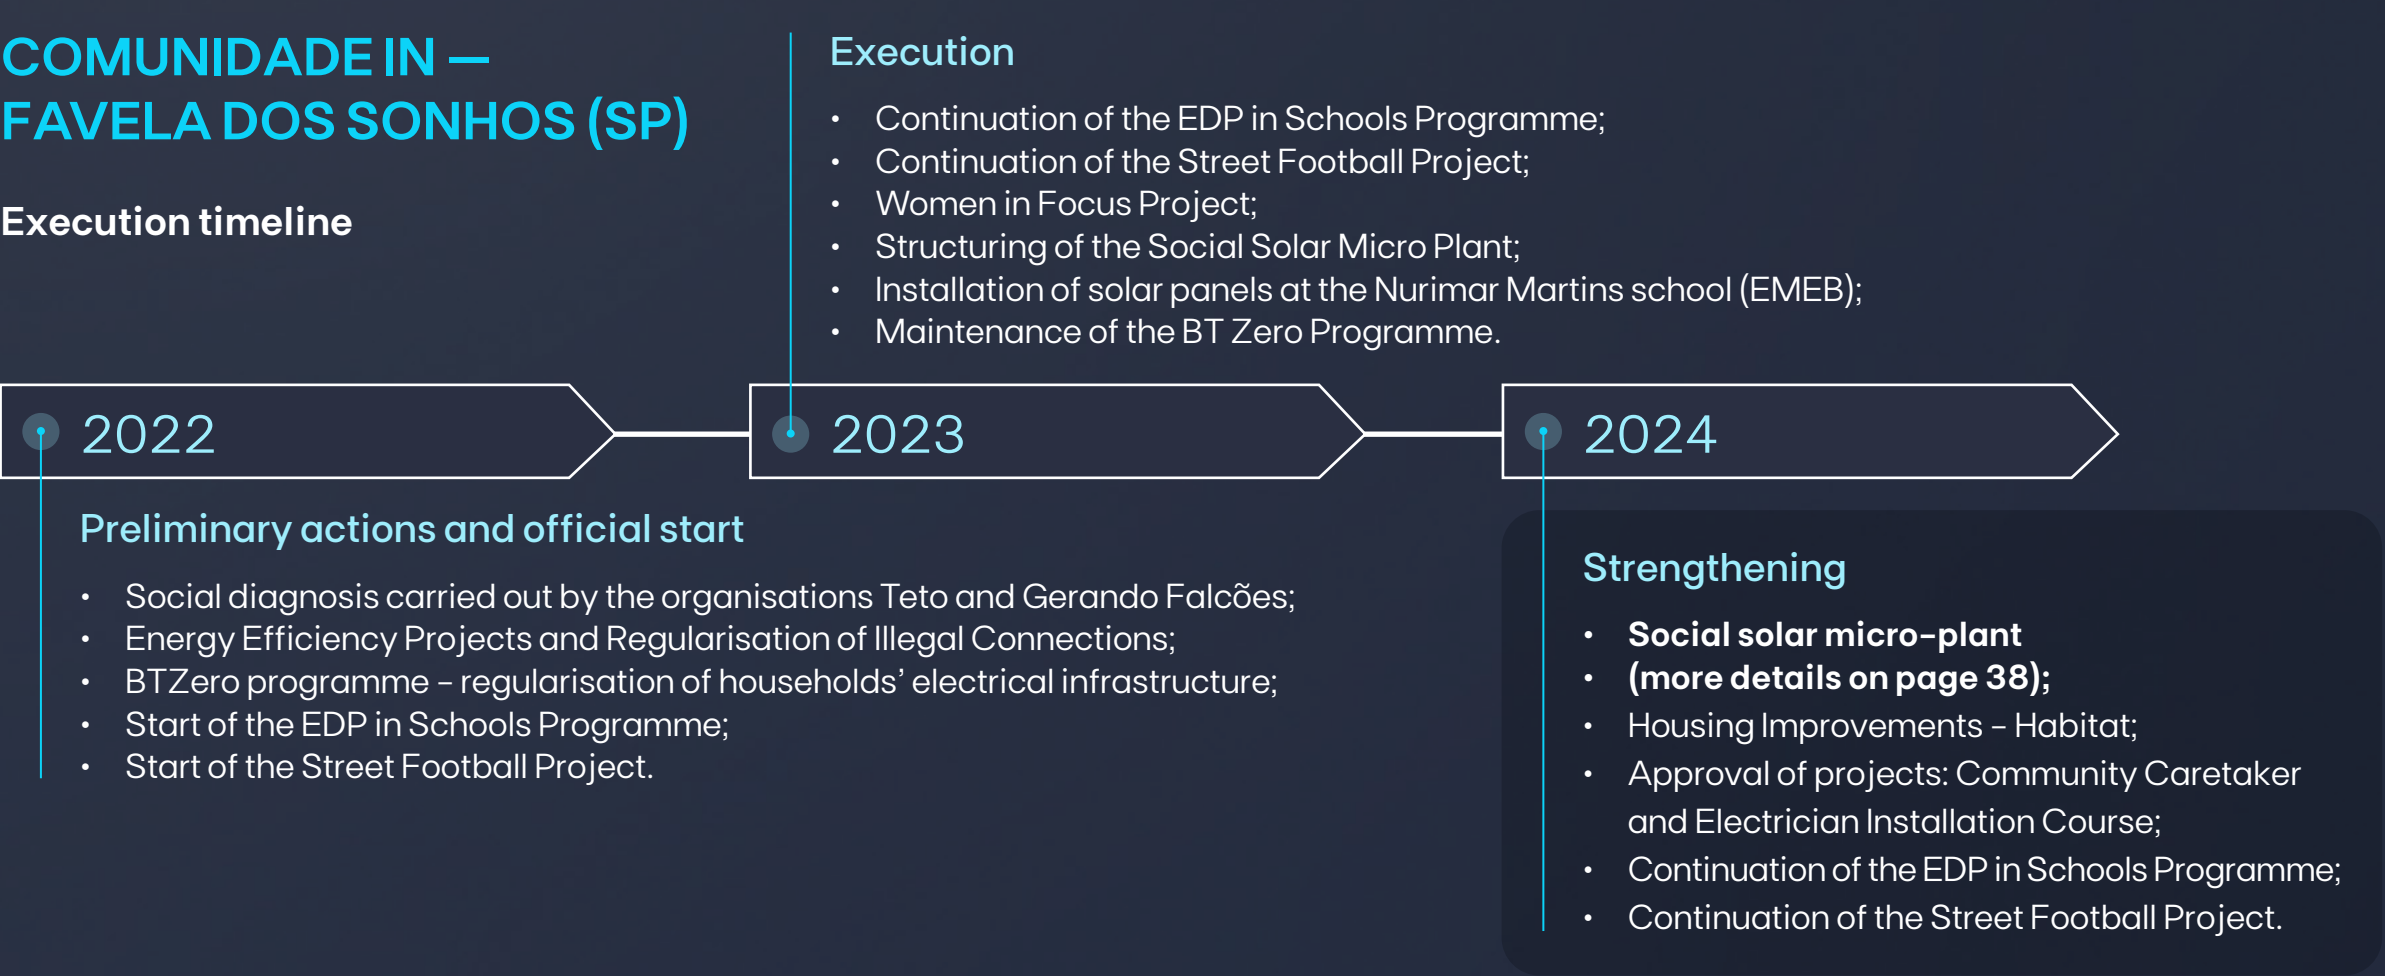 COMUNIDADE IN —
FAVELA DOS SONHOS (SP)
Execution timeline
Execution
• Continuation of the EDP in Schools Programme;
• Continuation of the Street Football Project;
• Women in Focus Project;
• Structuring of the Social Solar Micro Plant;
• Installation of solar panels at the Nurimar Martins school (EMEB);
• Maintenance of the BT Zero Programme.
2022
2023
2024
Preliminary actions and official start
• Social diagnosis carried out by the organisations Teto and Gerando Falcões;
• Energy Efficiency Projects and Regularisation of Illegal Connections;
• BTZero programme – regularisation of households’ electrical infrastructure;
• Start of the EDP in Schools Programme;
• Start of the Street Football Project.
Strengthening
• Social solar micro-plant
• (more details on page 38);
• Housing Improvements – Habitat;
• Approval of projects: Community Caretaker
and Electrician Installation Course;
• Continuation of the EDP in Schools Programme;
• Continuation of the Street Football Project.